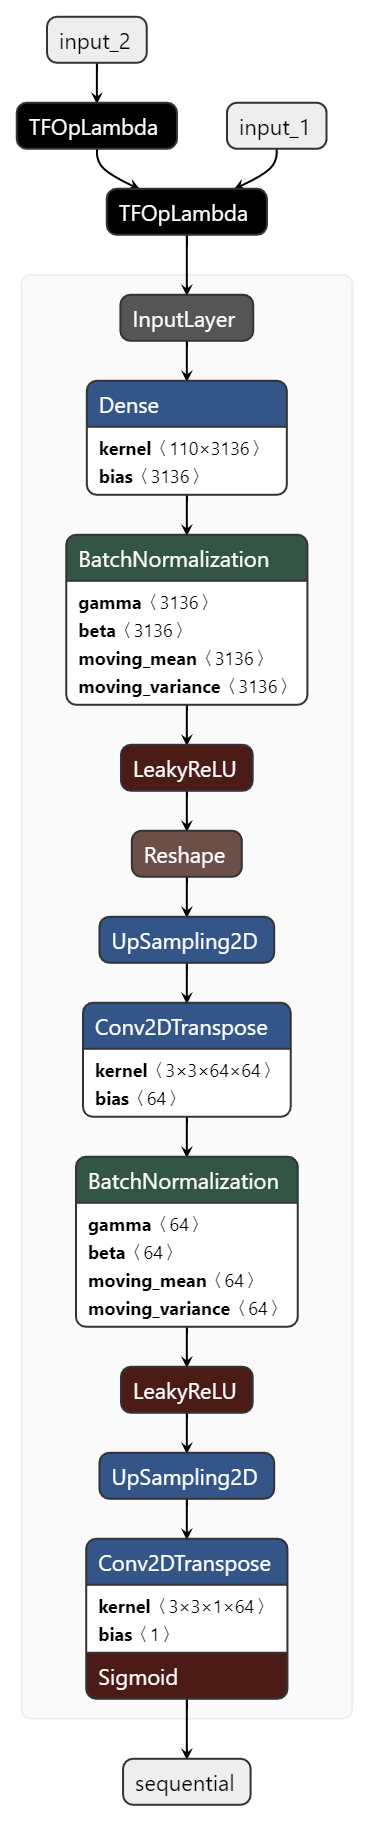 input_2
TFOpLambda
input_1
TFOpLambda
InputLayer
Dense
kernel〈110×3136〉
bias〈3136〉
BatchNormalization
gamma〈3136〉
beta〈3136〉
moving_mean〈3136〉
moving_variance〈3136〉
LeakyReLU
Reshape
UpSampling2D
Conv2DTranspose
kernel〈3×3×64×64〉
bias〈64〉
BatchNormalization
gamma〈64〉
beta〈64〉
moving_mean〈64〉
moving_variance〈64〉
LeakyReLU
UpSampling2D
Conv2DTranspose
kernel〈3×3×1×64〉
bias〈1〉
Sigmoid
sequential